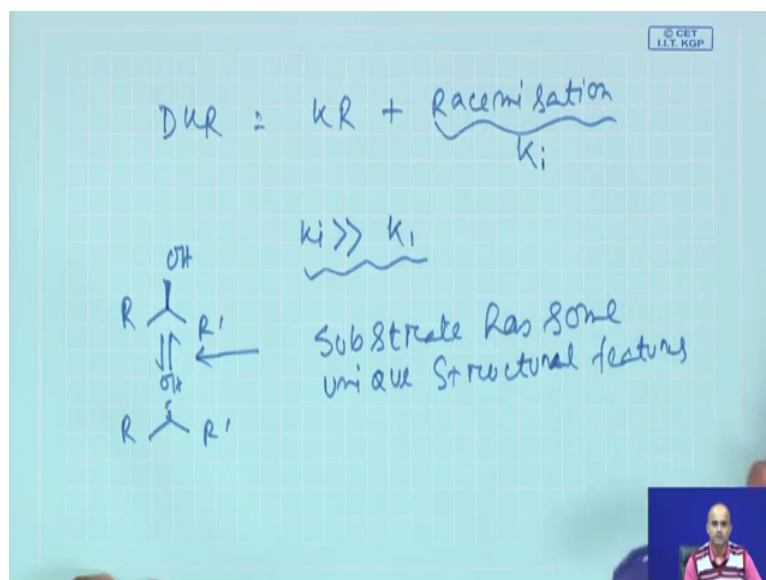 © CET
I.I.T. KGP
DKR = KR + Racemisation
Ki
Ki >> K1
OH
R R'
OH
R R'
Substrate has some
unique structural features